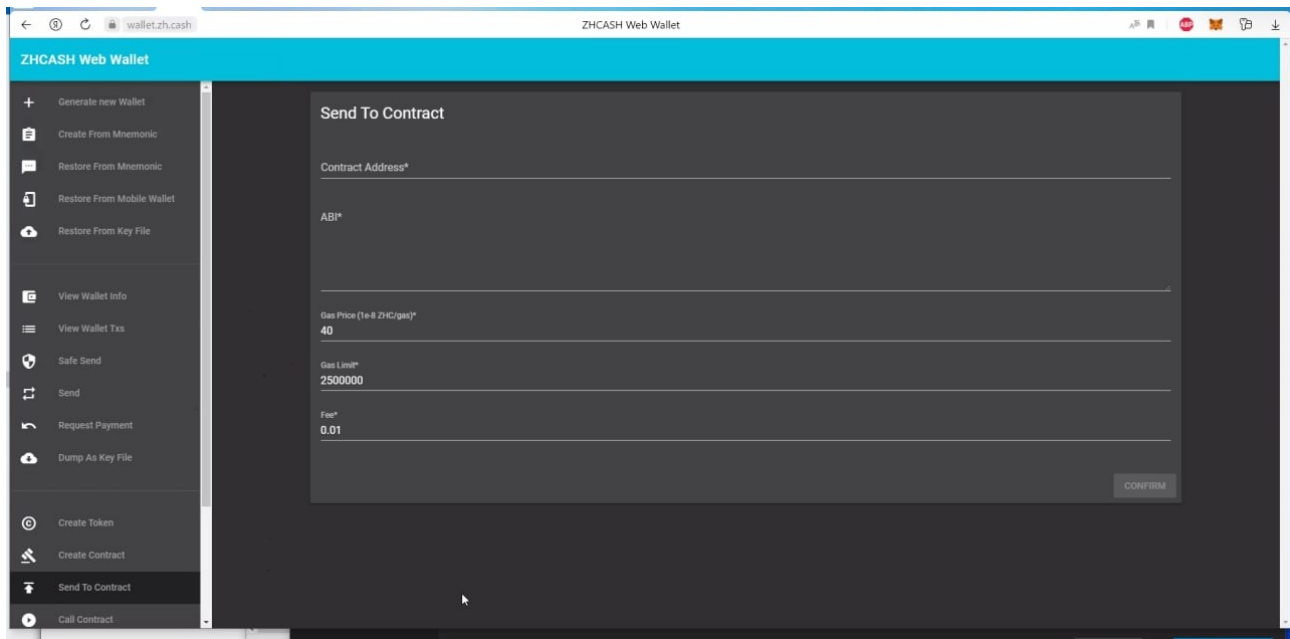 wallet.zh.cash
ZHCASH Web Wallet
ABP
ZHCASH Web Wallet
Generate new Wallet
Create From Mnemonic
Restore From Mnemonic
Restore From Mobile Wallet
Restore From Key File
View Wallet Info
View Wallet Txs
Safe Send
Send
Request Payment
Dump As Key File
Create Token
Create Contract
Send To Contract
Call Contract
Send To Contract
Contract Address*
ABI*
Gas Price (1e-8 ZHC/gas)*
40
Gas Limit*
2500000
Fee*
0.01
CONFIRM